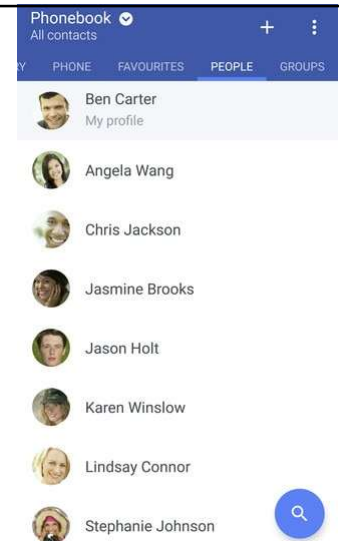 Phonebook
All contacts
RY PHONE FAVOURITES PEOPLE GROUPS
Ben Carter
My profile
Angela Wang
Chris Jackson
Jasmine Brooks
Jason Holt
Karen Winslow
Lindsay Connor
Stephanie Johnson